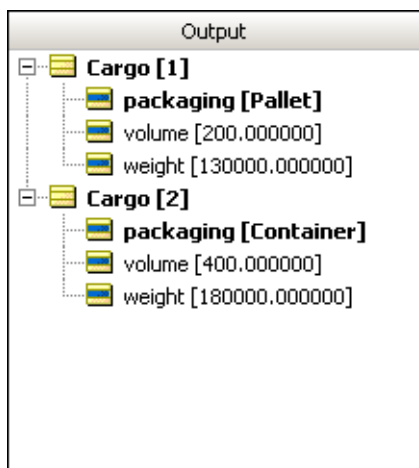 Output
Cargo [1]
packaging [Pallet]
volume [200.000000]
weight [130000.000000]
Cargo [2]
packaging [Container]
volume [400.000000]
weight [180000.000000]